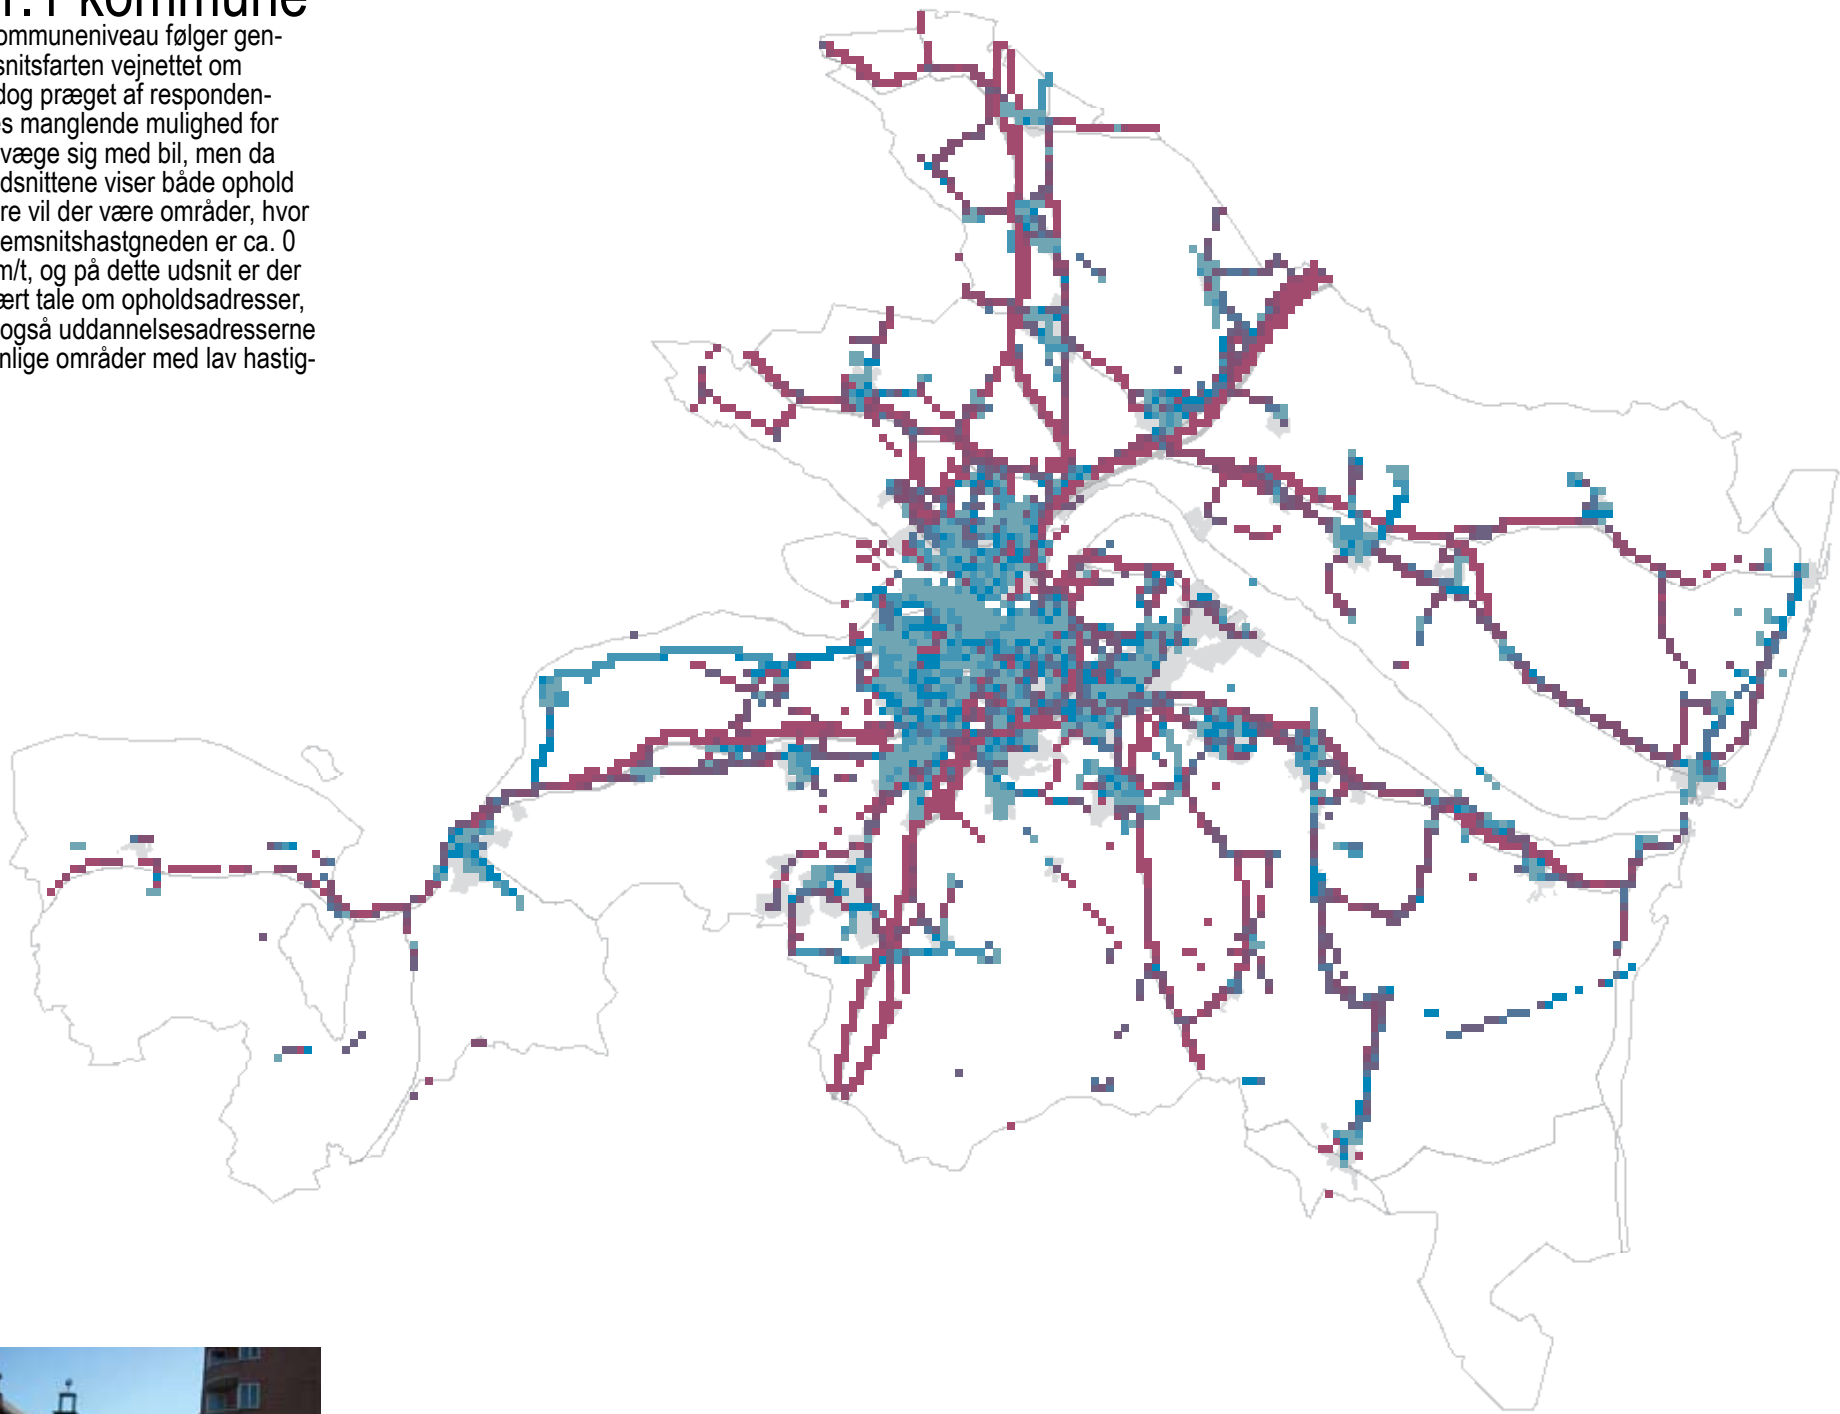 kommune
ommuneniveau følger gen-
snitsfarten vejnettet om
dog præget af responden-
s manglende mulighed for
væge sig med bil, men da
dsnittene viser både ophold
re vil der være områder, hvor
emsnitshastgneden er ca. 0
m/t, og på dette udsnit er der
ært tale om opholdsadresser,
også uddannelsesadresserne
nlige områder med lav hastig-